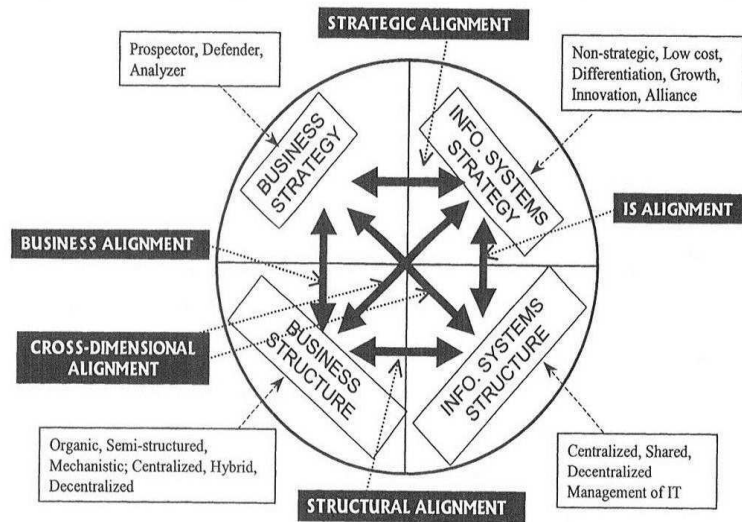 STRATEGIC ALIGNMENT
Prospector, Defender,
Analyzer
Non-strategic, Low cost,
Differentiation, Growth,
Innovation, Alliance
BUSINESS
STRATEGY
INFO. SYSTEMS
STRATEGY
BUSINESS ALIGNMENT
IS ALIGNMENT
CROSS-DIMENSIONAL
ALIGNMENT
BUSINESS
STRUCTURE
INFO. SYSTEMS
STRUCTURE
Organic, Semi-structured,
Mechanistic; Centralized, Hybrid,
Decentralized
Centralized, Shared,
Decentralized
Management of IT
STRUCTURAL ALIGNMENT